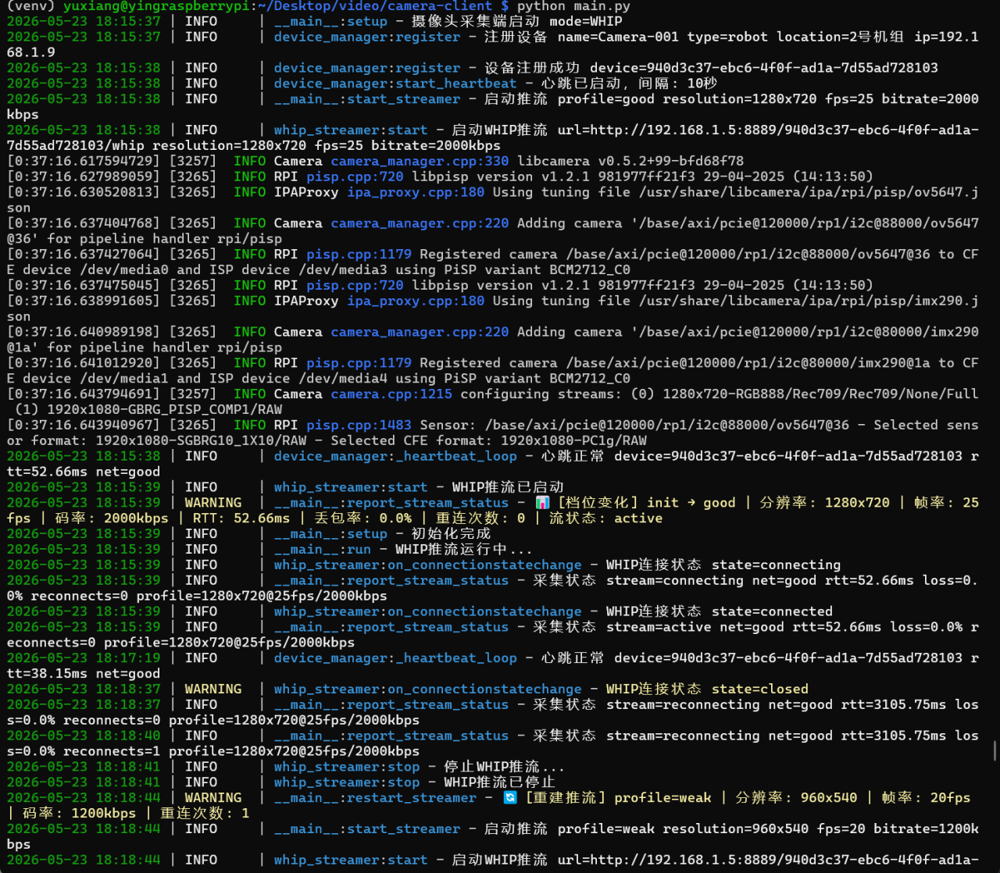 (venv) yuxiang@yingraspberrypi:~/Desktop/video/camera-client $ python main.py
2026-05-23 18:15:37 | INFO     | __main__:setup - 摄像头采集端启动 mode=WHIP
2026-05-23 18:15:37 | INFO     | device_manager:register - 注册设备 name=Camera-001 type=robot location=2号机组 ip=192.1
68.1.9
2026-05-23 18:15:38 | INFO     | device_manager:register - 设备注册成功 device=940d3c37-ebc6-4f0f-ad1a-7d55ad728103
2026-05-23 18:15:38 | INFO     | device_manager:start_heartbeat - 心跳已启动，间隔: 10秒
2026-05-23 18:15:38 | INFO     | __main__:start_streamer - 启动推流 profile=good resolution=1280x720 fps=25 bitrate=2000
kbps
2026-05-23 18:15:38 | INFO     | whip_streamer:start - 启动WHIP推流 url=http://192.168.1.5:8889/940d3c37-ebc6-4f0f-ad1a-
7d55ad728103/whip resolution=1280x720 fps=25 bitrate=2000kbps
[0:37:16.617594729] [3257]  INFO Camera camera_manager.cpp:330 libcamera v0.5.2+99-bfd68f78
[0:37:16.627989059] [3265]  INFO RPI pisp.cpp:720 libpisp version v1.2.1 981977ff21f3 29-04-2025 (14:13:50)
[0:37:16.630520813] [3265]  INFO IPAProxy ipa_proxy.cpp:180 Using tuning file /usr/share/libcamera/ipa/rpi/pisp/ov5647.j
son
[0:37:16.637404768] [3265]  INFO Camera camera_manager.cpp:220 Adding camera '/base/axi/pcie@120000/rp1/i2c@88000/ov5647
@36' for pipeline handler rpi/pisp
[0:37:16.637427064] [3265]  INFO RPI pisp.cpp:1179 Registered camera /base/axi/pcie@120000/rp1/i2c@88000/ov5647@36 to CF
E device /dev/media0 and ISP device /dev/media3 using PiSP variant BCM2712_C0
[0:37:16.637475045] [3265]  INFO RPI pisp.cpp:720 libpisp version v1.2.1 981977ff21f3 29-04-2025 (14:13:50)
[0:37:16.638991605] [3265]  INFO IPAProxy ipa_proxy.cpp:180 Using tuning file /usr/share/libcamera/ipa/rpi/pisp/imx290.j
son
[0:37:16.640989198] [3265]  INFO Camera camera_manager.cpp:220 Adding camera '/base/axi/pcie@120000/rp1/i2c@80000/imx290
@1a' for pipeline handler rpi/pisp
[0:37:16.641012920] [3265]  INFO RPI pisp.cpp:1179 Registered camera /base/axi/pcie@120000/rp1/i2c@80000/imx290@1a to CF
E device /dev/media1 and ISP device /dev/media4 using PiSP variant BCM2712_C0
[0:37:16.643794691] [3257]  INFO Camera camera.cpp:1215 configuring streams: (0) 1280x720-RGB888/Rec709/Rec709/None/Full
 (1) 1920x1080-GBRG_PISP_COMP1/RAW
[0:37:16.643940967] [3265]  INFO RPI pisp.cpp:1483 Sensor: /base/axi/pcie@120000/rp1/i2c@88000/ov5647@36 - Selected sens
or format: 1920x1080-SGBRG10_1X10/RAW - Selected CFE format: 1920x1080-PC1g/RAW
2026-05-23 18:15:38 | INFO     | device_manager:_heartbeat_loop - 心跳正常 device=940d3c37-ebc6-4f0f-ad1a-7d55ad728103 r
tt=52.66ms net=good
2026-05-23 18:15:39 | INFO     | whip_streamer:start - WHIP推流已启动
2026-05-23 18:15:39 | WARNING  | __main__:report_stream_status - 📊 [档位变化] init → good | 分辨率: 1280x720 | 帧率: 25
fps | 码率: 2000kbps | RTT: 52.66ms | 丢包率: 0.0% | 重连次数: 0 | 流状态: active
2026-05-23 18:15:39 | INFO     | __main__:setup - 初始化完成
2026-05-23 18:15:39 | INFO     | __main__:run - WHIP推流运行中...
2026-05-23 18:15:39 | INFO     | whip_streamer:on_connectionstatechange - WHIP连接状态 state=connecting
2026-05-23 18:15:39 | INFO     | __main__:report_stream_status - 采集状态 stream=connecting net=good rtt=52.66ms loss=0.
0% reconnects=0 profile=1280x720@25fps/2000kbps
2026-05-23 18:15:39 | INFO     | whip_streamer:on_connectionstatechange - WHIP连接状态 state=connected
2026-05-23 18:15:39 | INFO     | __main__:report_stream_status - 采集状态 stream=active net=good rtt=52.66ms loss=0.0% r
econnects=0 profile=1280x720@25fps/2000kbps
2026-05-23 18:17:19 | INFO     | device_manager:_heartbeat_loop - 心跳正常 device=940d3c37-ebc6-4f0f-ad1a-7d55ad728103 r
tt=38.15ms net=good
2026-05-23 18:18:37 | WARNING  | whip_streamer:on_connectionstatechange - WHIP连接状态 state=closed
2026-05-23 18:18:37 | INFO     | __main__:report_stream_status - 采集状态 stream=reconnecting net=good rtt=3105.75ms los
s=0.0% reconnects=0 profile=1280x720@25fps/2000kbps
2026-05-23 18:18:40 | INFO     | __main__:report_stream_status - 采集状态 stream=reconnecting net=good rtt=3105.75ms los
s=0.0% reconnects=1 profile=1280x720@25fps/2000kbps
2026-05-23 18:18:41 | INFO     | whip_streamer:stop - 停止WHIP推流...
2026-05-23 18:18:41 | INFO     | whip_streamer:stop - WHIP推流已停止
2026-05-23 18:18:44 | WARNING  | __main__:restart_streamer - 🔄 [重建推流] profile=weak | 分辨率: 960x540 | 帧率: 20fps
| 码率: 1200kbps | 重连次数: 1
2026-05-23 18:18:44 | INFO     | __main__:start_streamer - 启动推流 profile=weak resolution=960x540 fps=20 bitrate=1200k
bps
2026-05-23 18:18:44 | INFO     | whip_streamer:start - 启动WHIP推流 url=http://192.168.1.5:8889/940d3c37-ebc6-4f0f-ad1a-